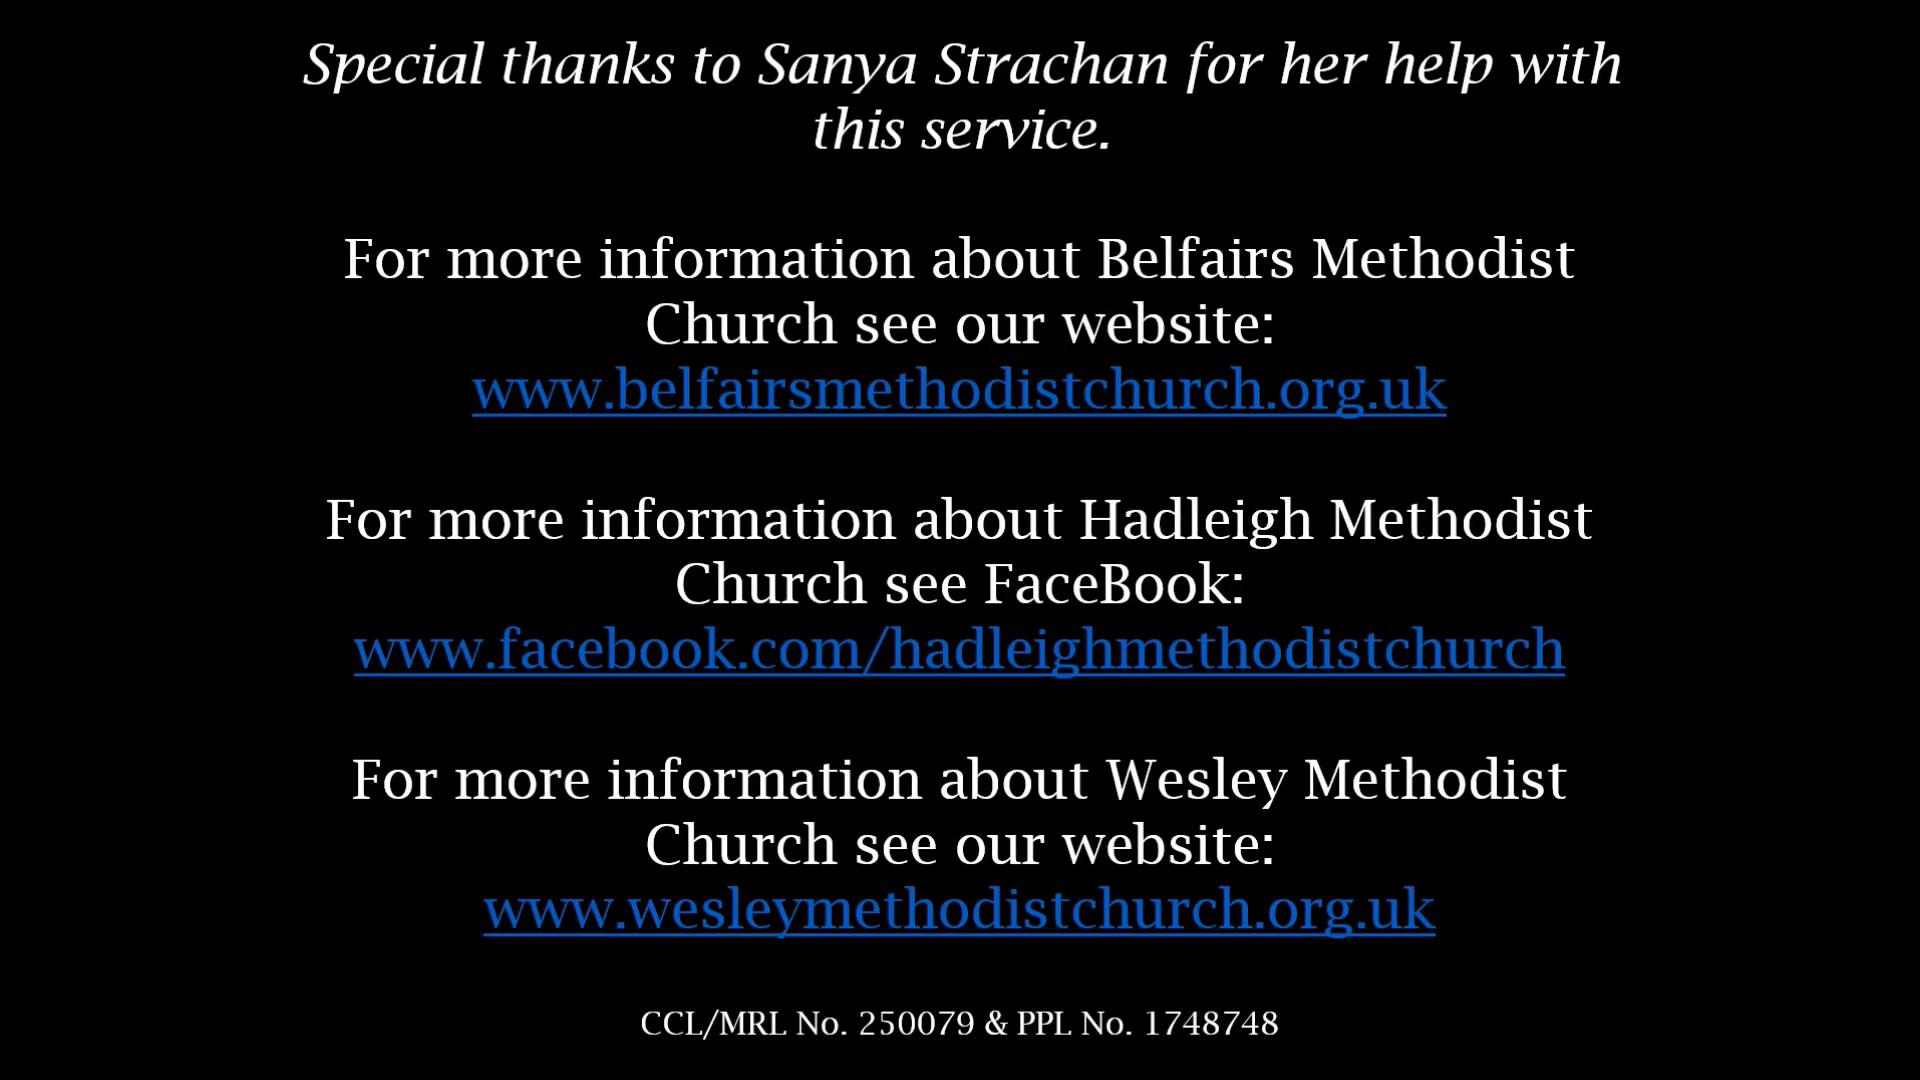 Special thanks to Sanya Strachan for her help with
this service.
For more information about Belfairs Methodist
Church see our website:
www.belfairsmethodistchurch.org.uk
For more information about Hadleigh Methodist
Church see FaceBook:
www.facebook.com/hadleighmethodistchurch
For more information about Wesley Methodist
Church see our website:
www.wesleymethodistchurch.org.uk
CCL/MRL No. 250079 & PPL No. 1748748